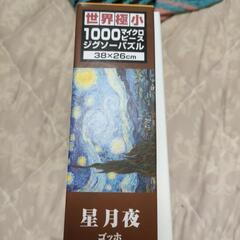 世界極小
1000マイクロピース
ジグソーパズル
38×26cm
星月夜
ゴッホ